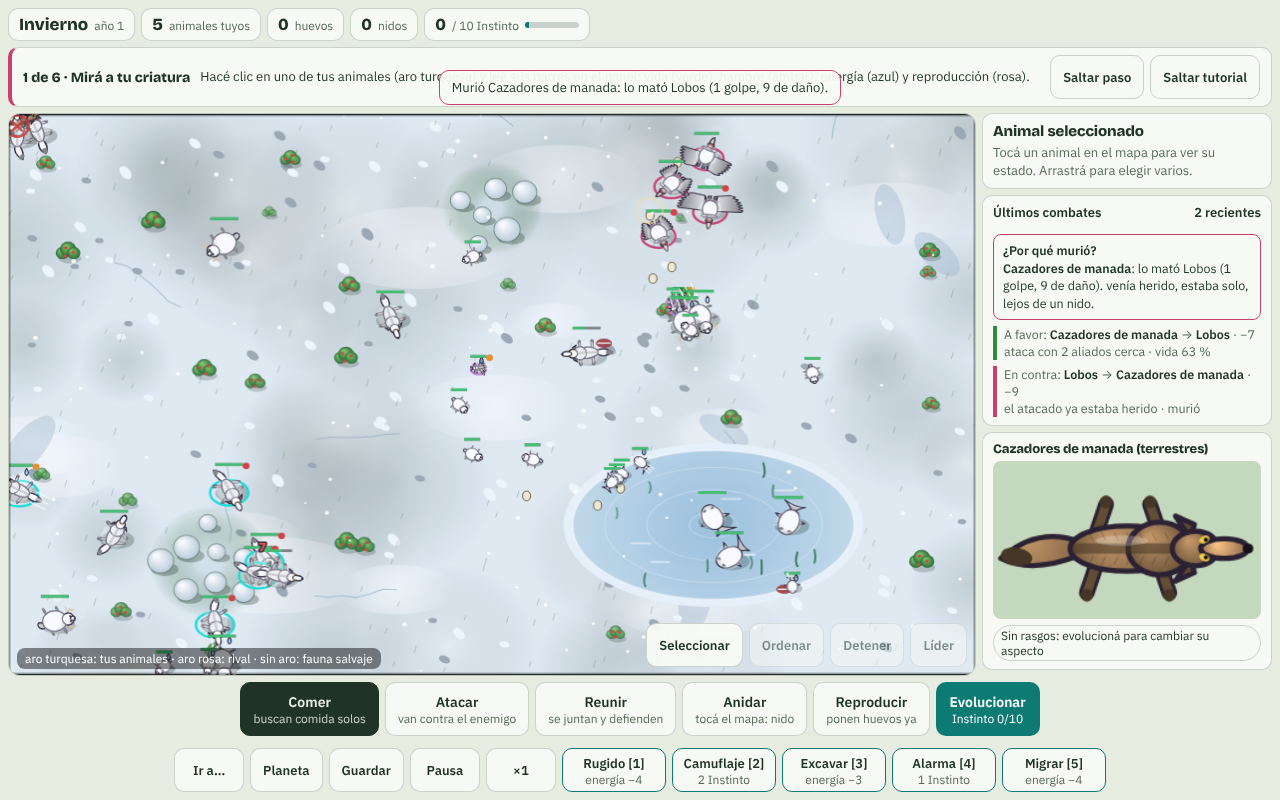 Invierno año 1
5 animales tuyos
0 huevos
0 nidos
0 / 10 Instinto
1 de 6 · Mirá a tu criatura
Hacé clic en uno de tus animales (aro
(azul) y reproducción (rosa).
Saltar paso
Saltar tutorial
Murió Cazadores de manada: lo mató Lobos (1 golpe, 9 de daño).
7
aro turquesa: tus animales · aro rosa: rival · sin aro: fauna salvaje
Seleccionar
Ordenar
Detener
Líder
Animal seleccionado
Tocá un animal en el mapa para ver su
estado. Arrastrá para elegir varios.
Últimos combates
2 recientes
¿Por qué murió?
Cazadores de manada: lo mató Lobos (1
golpe, 9 de daño). venía herido, estaba solo,
lejos de un nido.
A favor: Cazadores de manada → Lobos · −7
ataca con 2 aliados cerca · vida 63 %
En contra: Lobos → Cazadores de manada ·
−9
el atacado ya estaba herido · murió
Cazadores de manada (terrestres)
Sin rasgos: evolucioná para cambiar su
aspecto
Comer
buscan comida solos
Atacar
van contra el enemigo
Reunir
se juntan y defienden
Anidar
tocá el mapa: nido
Reproducir
ponen huevos ya
Evolucionar
Instinto 0/10
Ir a…
Planeta
Guardar
Pausa
×1
Rugido [1]
energía −4
Camuflaje [2]
2 Instinto
Excavar [3]
energía −3
Alarma [4]
1 Instinto
Migrar [5]
energía −4